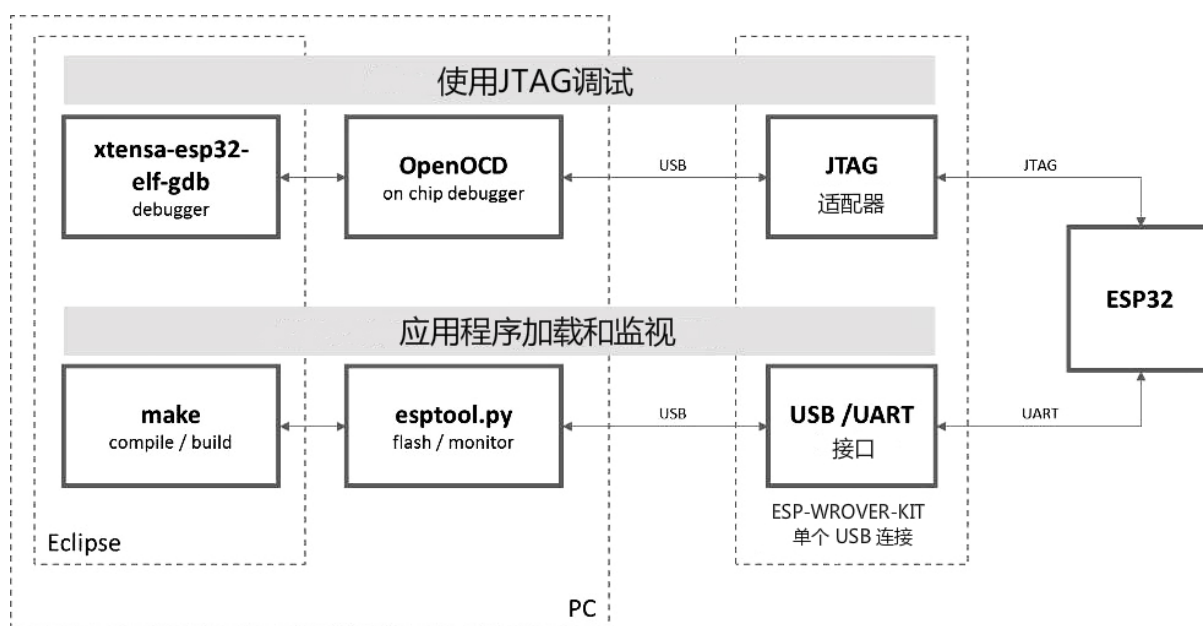 使用JTAG调试
xtensa-esp32-
elf-gdb
debugger
OpenOCD
on chip debugger
USB
JTAG
适配器
JTAG
ESP32
应用程序加载和监视
make
compile / build
esptool.py
flash / monitor
USB
USB /UART
接口
UART
ESP-WROVER-KIT
单个 USB 连接
Eclipse
PC